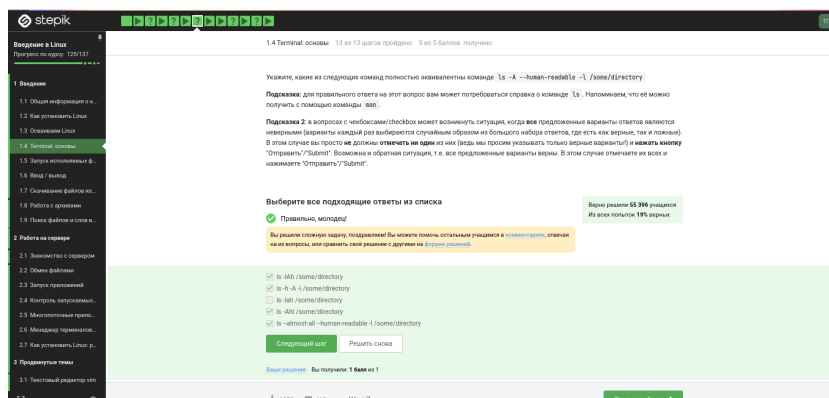 stepik
Введение в Linux
Прогресс по курсу: 125/137
1 Введение
1.1 Общая информация о к...
1.2 Как установить Linux
1.3 Осваиваем Linux
1.4 Terminal: основы
1.5 Запуск исполняемых ф...
1.6 Ввод / вывод
1.7 Скачивание файлов из...
1.8 Работа с архивами
1.9 Поиск файлов и слов в...
2 Работа на сервере
2.1 Знакомство с сервером
2.2 Обмен файлами
2.3 Запуск приложений
2.4 Контроль запускаемых...
2.5 Многопоточные прило...
2.6 Менеджер терминалов...
2.7 Как установить Linux: р...
3 Продвинутые темы
3.1 Текстовый редактор vim
1.4 Terminal: основы 13 из 13 шагов пройдено 5 из 5 баллов получено
Укажите, какие из следующих команд полностью эквивалентны команде ls -A --human-readable -l /some/directory
Подсказка: для правильного ответа на этот вопрос вам может потребоваться справка о команде ls. Напоминаем, что её можно
получить с помощью команды man.
Подсказка 2: в вопросах с чекбоксами/checkbox может возникнуть ситуация, когда все предложенные варианты ответов являются
неверными (варианты каждый раз выбираются случайным образом из большого набора ответов, где есть как верные, так и ложные).
В этом случае вы просто не должны отмечать ни один из них (ведь мы просим указывать только верные варианты!) и нажать кнопку
"Отправить"/"Submit". Возможна и обратная ситуация, т.е. все предложенные варианты верны. В этом случае отмечаете их всех и
нажимаете "Отправить"/"Submit".
Выберите все подходящие ответы из списка
Правильно, молодец!
Верно решили 55 396 учащихся
Из всех попыток 19% верных
Вы решили сложную задачу, поздравляем! Вы можете помочь остальным учащимся в комментариях, отвечая
на их вопросы, или сравнить своё решение с другими на форуме решений.
ls -lAh /some/directory
ls -h -A -l /some/directory
ls -lah /some/directory
ls -Ahl /some/directory
ls --almost-all --human-readable -l /some/directory
Следующий шаг Решить снова
Ваши решения Вы получили: 1 балл из 1